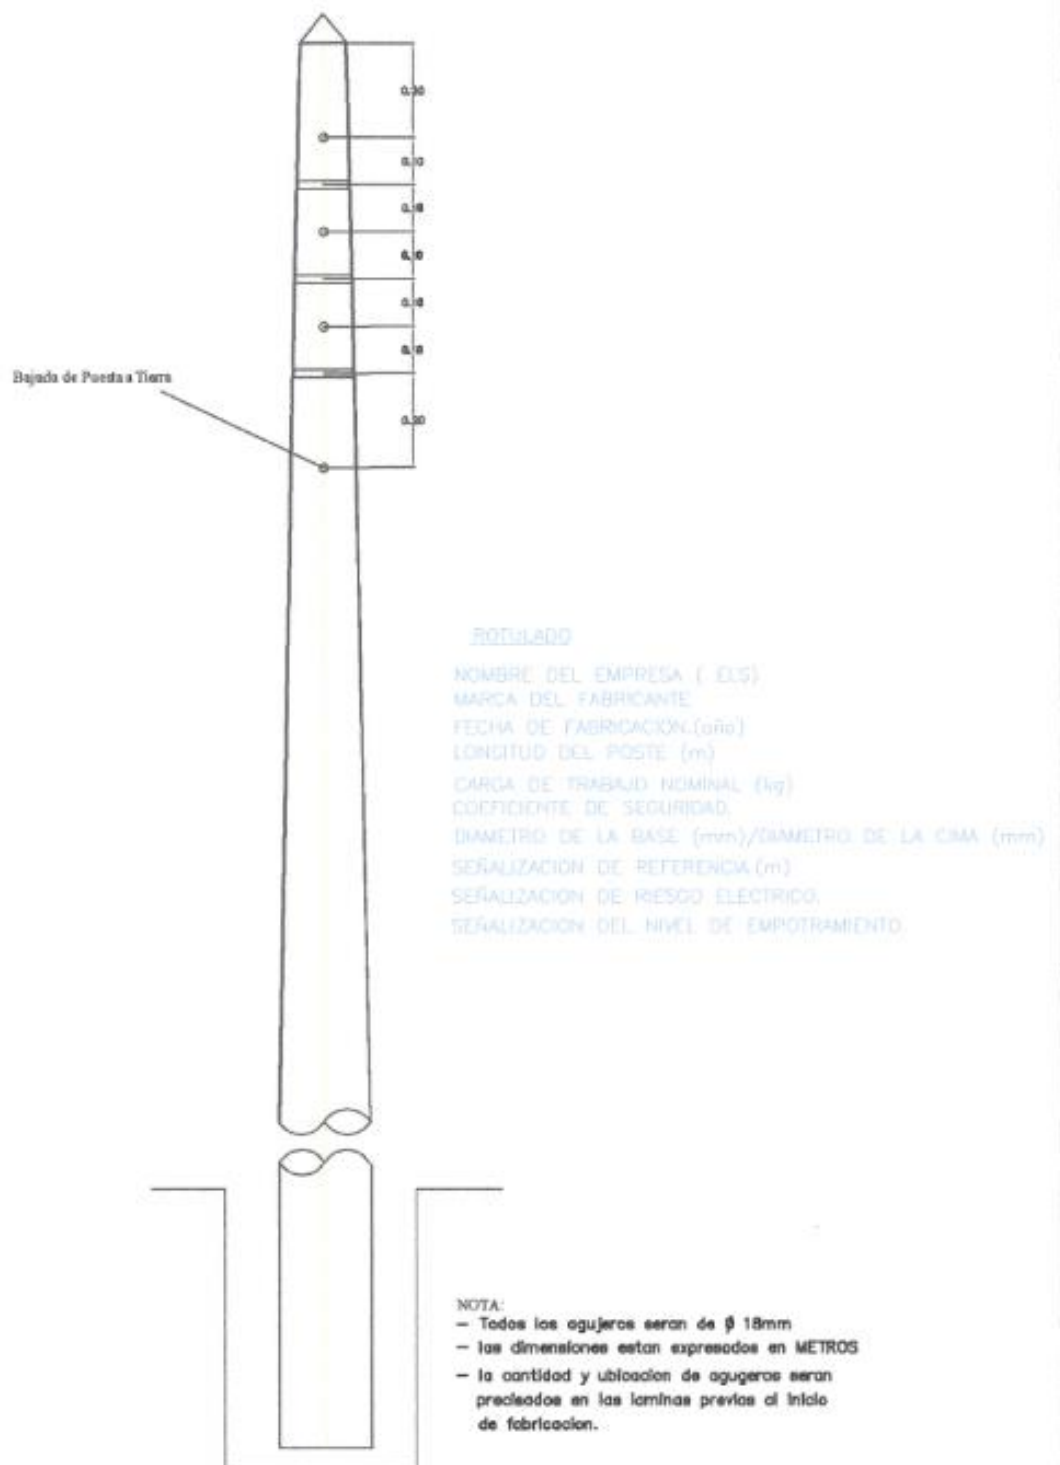 0.20
0.10
0.10
0.10
0.10
0.10
Bajada de Puesta a Tierra
0.20
ROTULADO
NOMBRE DEL EMPRESA ( ELS)
MARCA DEL FABRICANTE
FECHA DE FABRICACION.(año)
LONGITUD DEL POSTE (m)
CARGA DE TRABAJO NOMINAL (kg)
COEFICIENTE DE SEGURIDAD.
DIAMETRO DE LA BASE (mm)/DIAMETRO DE LA CIMA (mm)
SEÑALIZACION DE REFERENCIA (m)
SEÑALIZACION DE RIESGO ELECTRICO.
SEÑALIZACION DEL NIVEL DE EMPOTRAMIENTO.
NOTA:
– Todos los agujeros seran de ϕ 18mm
– las dimensiones estan expresados en METROS
– la cantidad y ubicacion de agugeros seran
precisados en las laminas previas al inicio
de fabricacion.